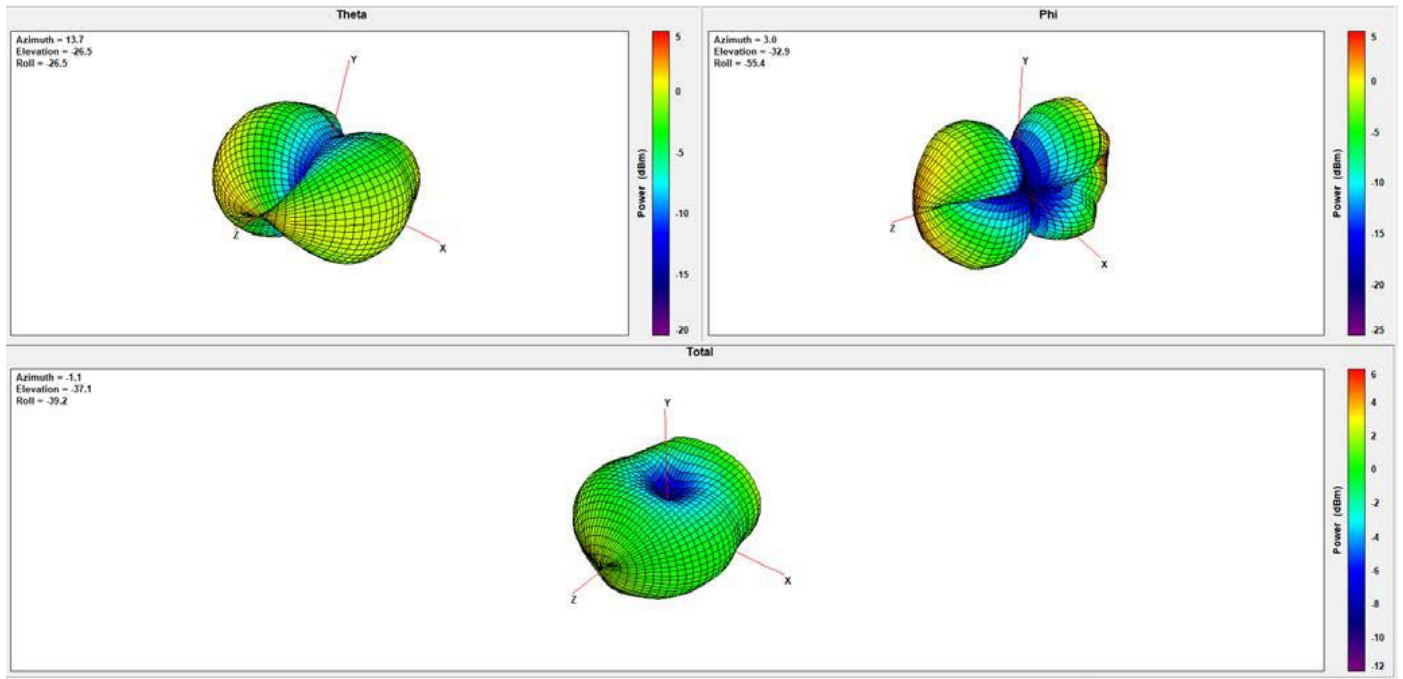 Theta
Azimuth = 13.7
Elevation = -26.5
Roll = -26.5
Y
Z
X
5
0
-5
-10
-15
-20
Power (dBm)
Phi
Azimuth = 3.0
Elevation = -32.9
Roll = -55.4
Y
Z
X
5
0
-5
-10
-15
-20
-25
Power (dBm)
Total
Azimuth = -1.1
Elevation = -37.1
Roll = -39.2
Y
Z
X
6
4
2
0
-2
-4
-6
-8
-10
-12
Power (dBm)